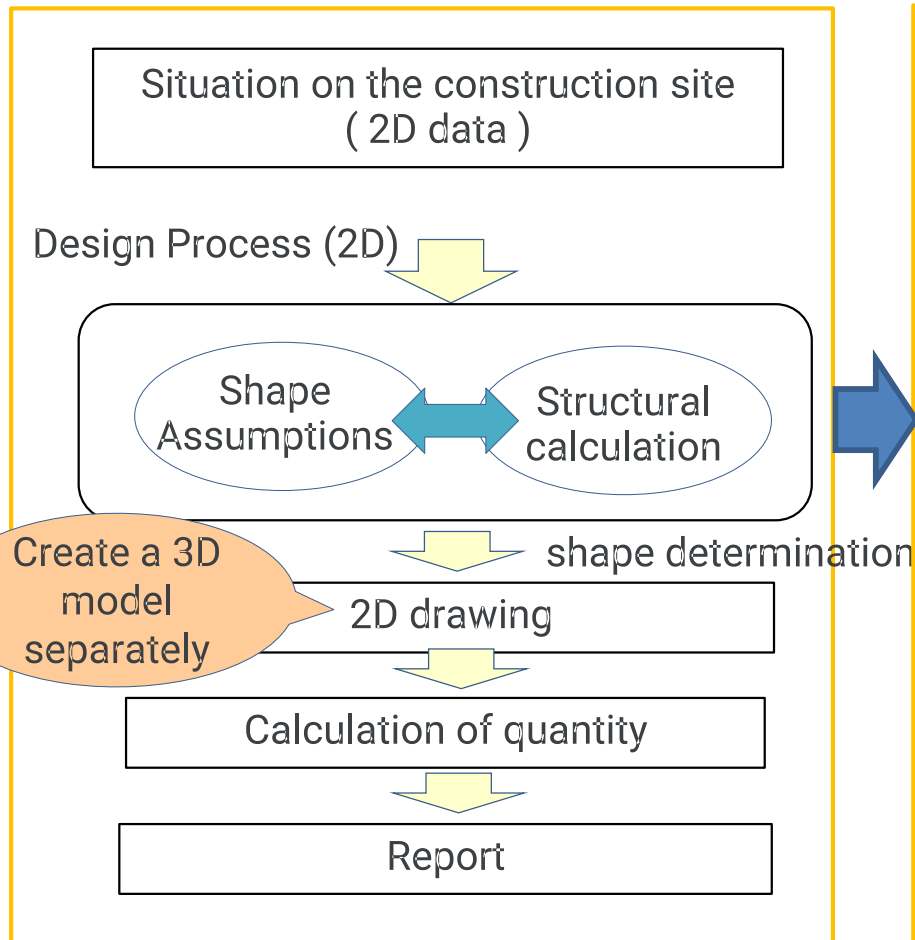 Situation on the construction site
( 2D data )
Design Process (2D)
Shape
Assumptions
Structural
calculation
shape determination
Create a 3D
model
separately
2D drawing
Calculation of quantity
Report